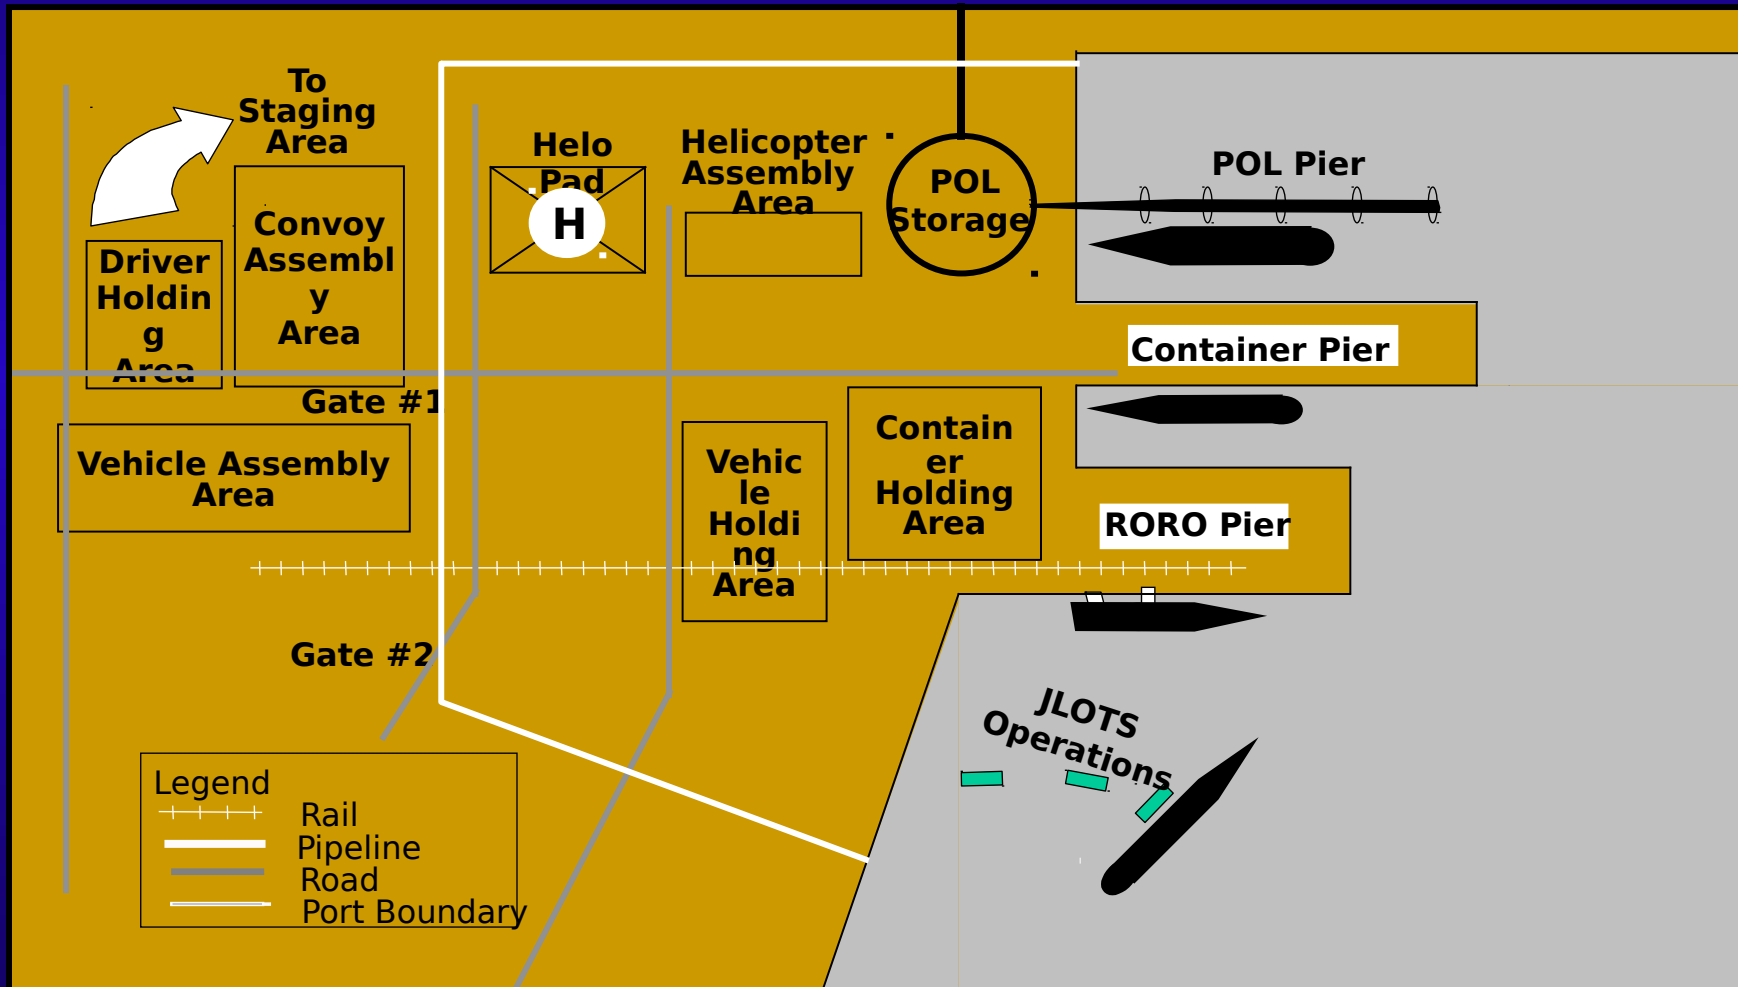 To
Staging
Area
Helo
Pad
H
Helicopter
Assembly
Area
POL
Storage
POL Pier
Convoy
Assembl
y
Area
Driver
Holdin
g
Area
Container Pier
Gate #1
Vehicle Assembly
Area
Vehic
le
Holdi
ng
Area
Contain
er
Holding
Area
RORO Pier
Gate #2
JLOTS
Operations
Legend
Rail
Pipeline
Road
Port Boundary